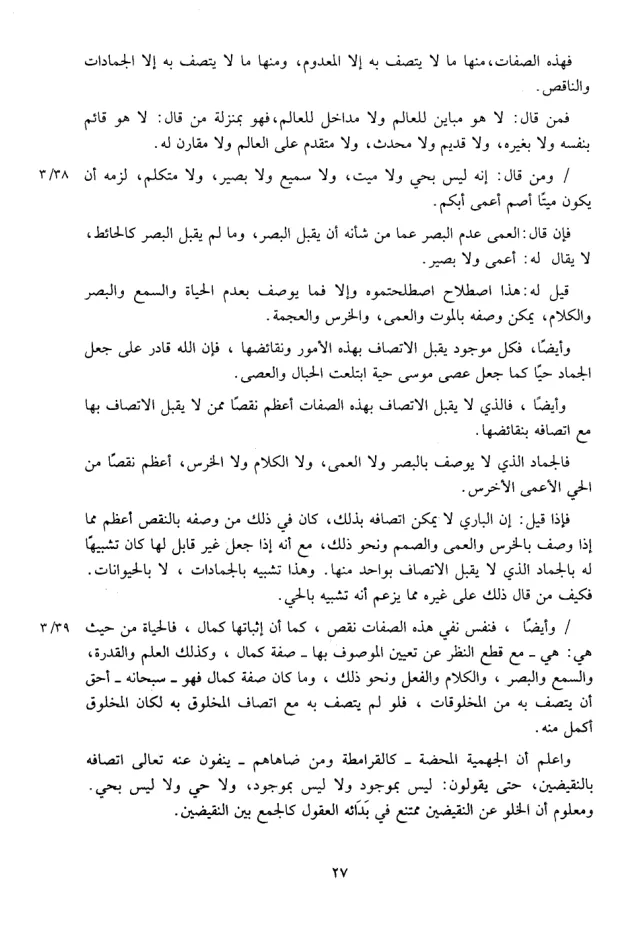 فهذه الصفات، منها ما لا يتصف به إلا المعدوم، ومنها ما لا يتصف به إلا الجمادات
والناقص.
فمن قال: لا هو مباين للعالم ولا مداخل للعالم، فهو بمنزلة من قال: لا هو قائم
بنفسه ولا بغيره، ولا قديم ولا محدث، ولا متقدم على العالم ولا مقارن له.
/ ومن قال: إنه ليس بحي ولا ميت، ولا سميع ولا بصير، ولا متكلم، لزمه أن ٣/٣٨
يكون ميتًا أصم أعمى أبكم.
فإن قال: العمى عدم البصر عما من شأنه أن يقبل البصر، وما لم يقبل البصر كالحائط،
لا يقال له: أعمى ولا بصير.
قيل له: هذا اصطلاح اصطلحتموه وإلا فما يوصف بعدم الحياة والسمع والبصر
والكلام، يمكن وصفه بالموت والعمى، والخرس والعجمة.
وأيضًا، فكل موجود يقبل الاتصاف بهذه الأمور ونقائضها ، فإن الله قادر على جعل
الجماد حيًا كما جعل عصى موسى حية ابتلعت الحبال والعصى.
وأيضًا ، فالذي لا يقبل الاتصاف بهذه الصفات أعظم نقصًا ممن لا يقبل الاتصاف بها
مع اتصافه بنقائضها.
فالجماد الذي لا يوصف بالبصر ولا العمى، ولا الكلام ولا الخرس، أعظم نقصًا من
الحي الأعمى الأخرس.
فإذا قيل: إن الباري لا يمكن اتصافه بذلك، كان في ذلك من وصفه بالنقص أعظم مما
إذا وصف بالخرس والعمى والصمم ونحو ذلك، مع أنه إذا جعل غير قابل لها كان تشبيهًا
له بالجماد الذي لا يقبل الاتصاف بواحد منها. وهذا تشبيه بالجمادات ، لا بالحيوانات.
فكيف من قال ذلك على غيره مما يزعم أنه تشبيه بالحي.
/ وأيضًا ، فنفس نفي هذه الصفات نقص ، كما أن إثباتها كمال ، فالحياة من حيث ٣/٣٩
هي: هي ـ مع قطع النظر عن تعيين الموصوف بها ـ صفة كمال ، وكذلك العلم والقدرة،
والسمع والبصر ، والكلام والفعل ونحو ذلك ، وما كان صفة كمال فهو ـ سبحانه ـ أحق
أن يتصف به من المخلوقات ، فلو لم يتصف به مع اتصاف المخلوق به لكان المخلوق
أكمل منه.
واعلم أن الجهمية المحضة ـ كالقرامطة ومن ضاهاهم ـ ينفون عنه تعالى اتصافه
بالنقيضين، حتى يقولون: ليس بموجود ولا ليس بموجود، ولا حي ولا ليس بحي.
ومعلوم أن الخلو عن النقيضين ممتنع في بَدَائه العقول كالجمع بين النقيضين.
٢٧